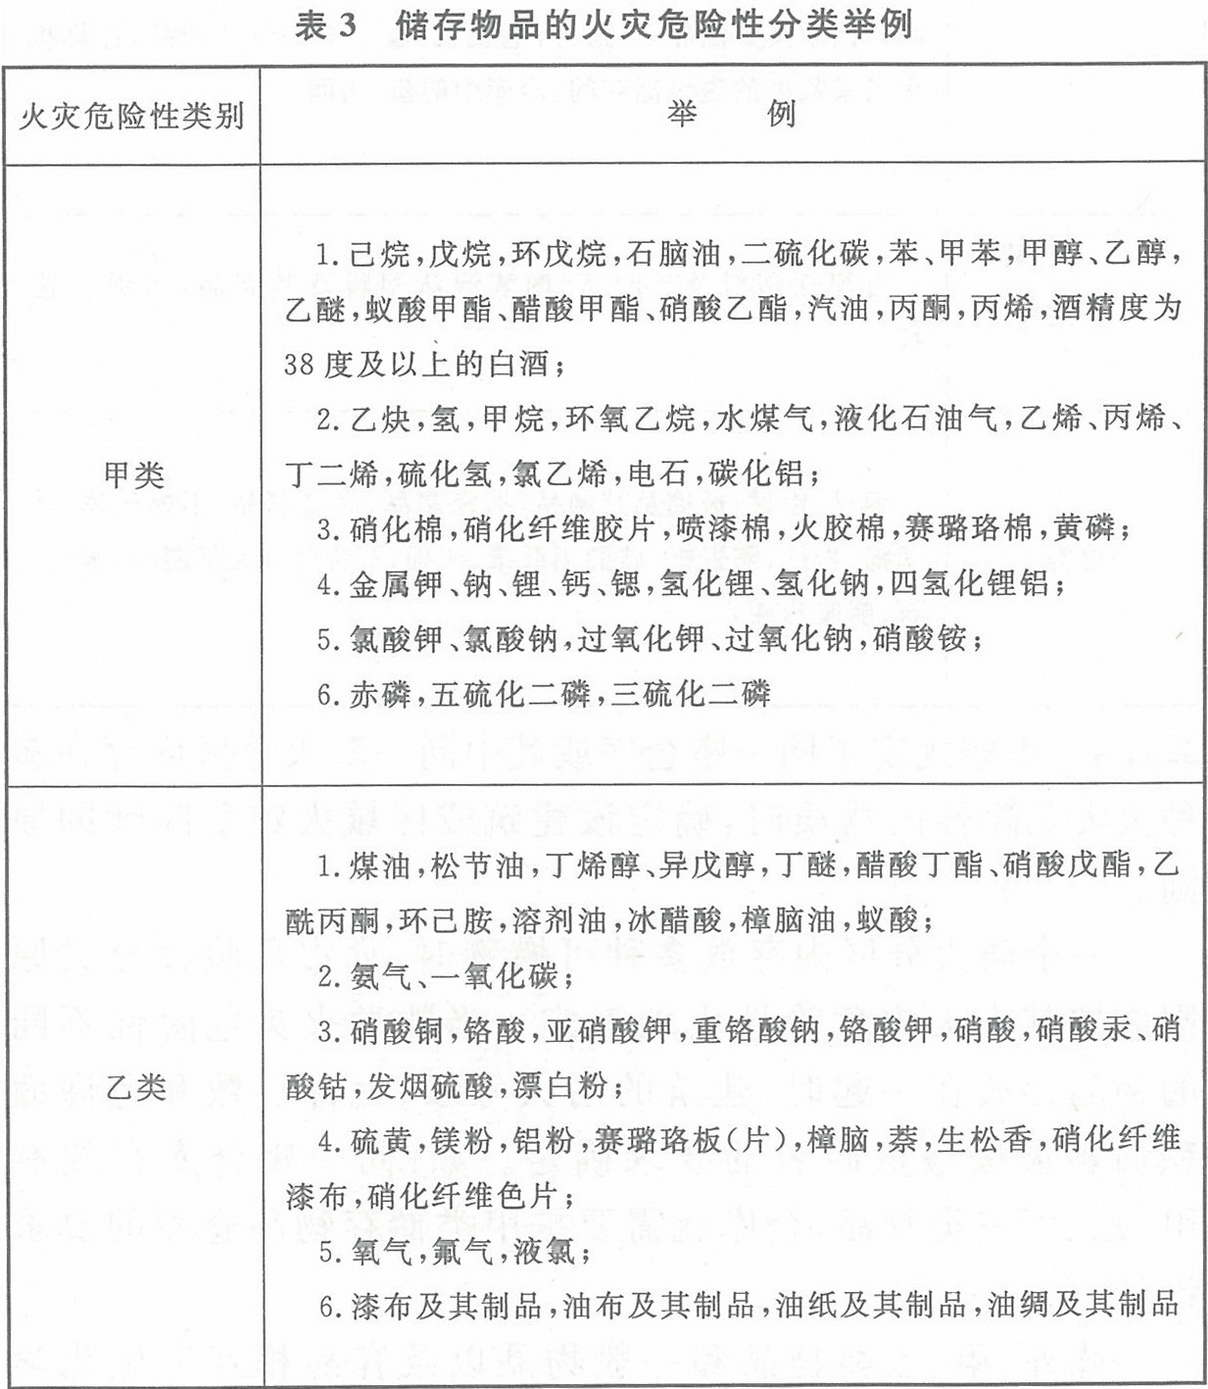 表 3 储存物品的火灾危险性分类举例
火灾危险性类别
举 例
甲类
1. 己烷,戊烷,环戊烷,石脑油,二硫化碳,苯、甲苯,甲醇、乙醇,
乙醚,蚁酸甲酯、醋酸甲酯、硝酸乙酯,汽油,丙酮,丙烯,酒精度为
38 度及以上的白酒;
2. 乙炔,氢,甲烷,环氧乙烷,水煤气,液化石油气,乙烯、丙烯、
丁二烯,硫化氢,氯乙烯,电石,碳化铝;
3. 硝化棉,硝化纤维胶片,喷漆棉,火胶棉,赛璐珞棉,黄磷;
4. 金属钾、钠、锂、钙、锶,氢化锂、氢化钠,四氢化锂铝;
5. 氯酸钾、氯酸钠,过氧化钾、过氧化钠,硝酸铵;
6. 赤磷,五硫化二磷,三硫化二磷
乙类
1. 煤油,松节油,丁烯醇、异戊醇,丁醚,醋酸丁酯、硝酸戊酯,乙
酰丙酮,环己胺,溶剂油,冰醋酸,樟脑油,蚁酸;
2. 氨气、一氧化碳;
3. 硝酸铜,铬酸,亚硝酸钾,重铬酸钠,铬酸钾,硝酸,硝酸汞、硝
酸钴,发烟硫酸,漂白粉;
4. 硫黄,镁粉,铝粉,赛璐珞板(片),樟脑,萘,生松香,硝化纤维
漆布,硝化纤维色片;
5. 氧气,氟气,液氯;
6. 漆布及其制品,油布及其制品,油纸及其制品,油绸及其制品